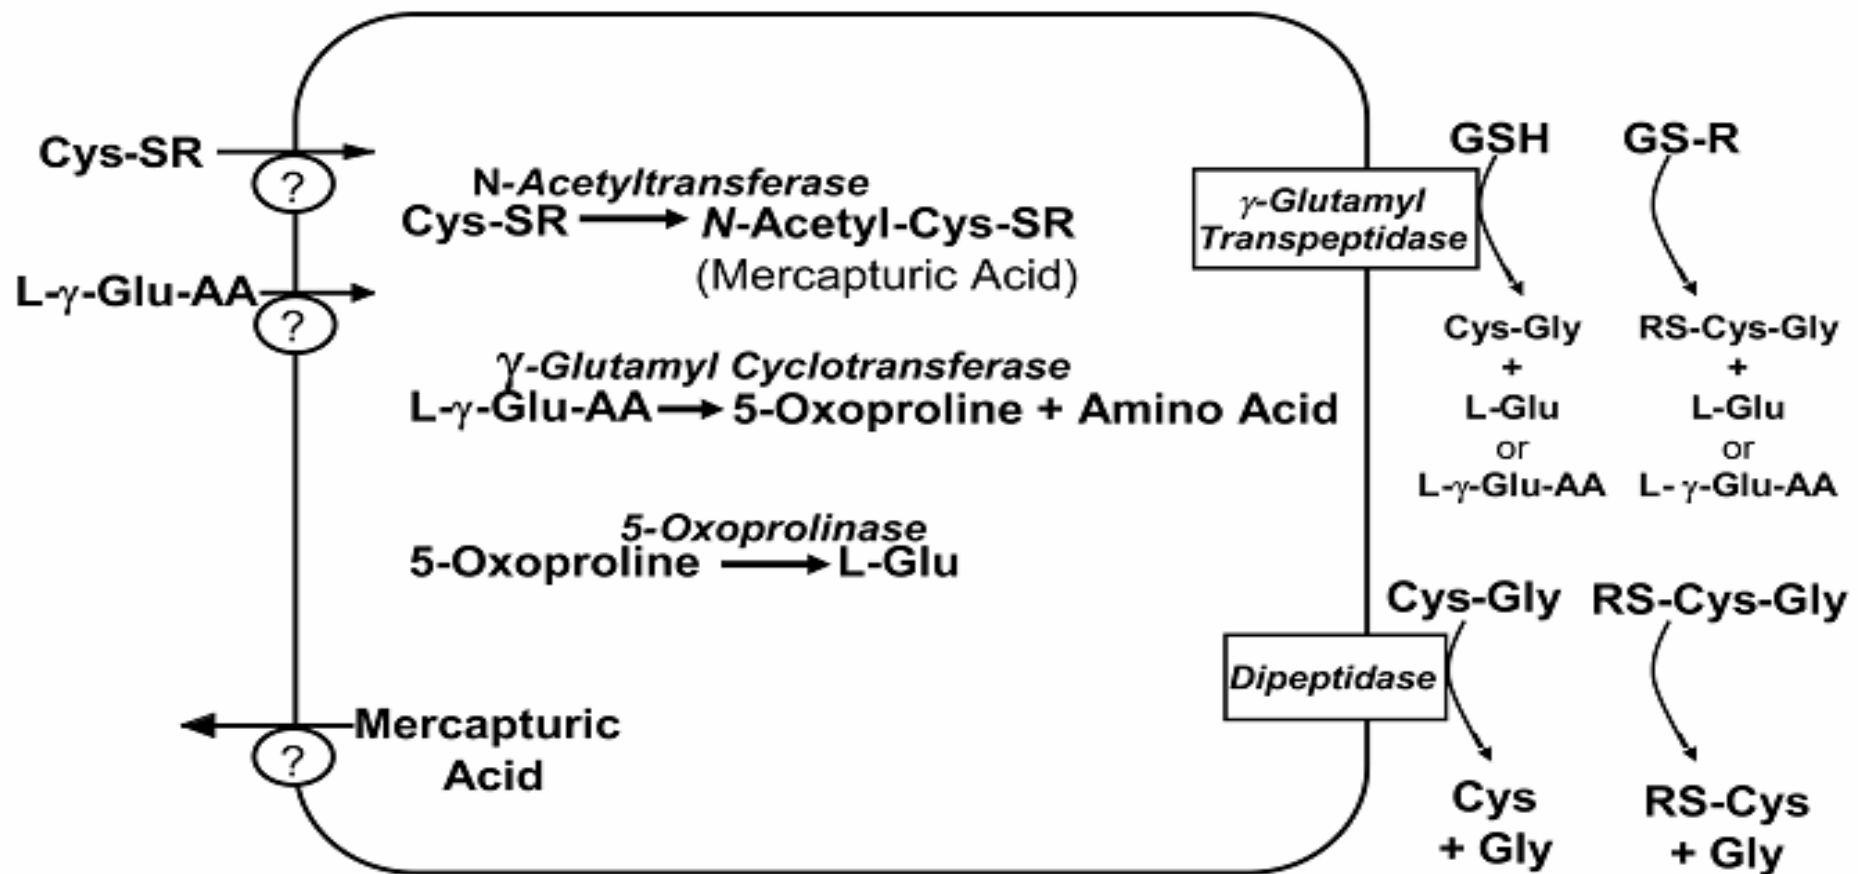 Cys-SR
?
L-γ-Glu-AA
?
N-Acetyltransferase
Cys-SR N-Acetyl-Cys-SR
(Mercapturic Acid)
γ-Glutamyl Cyclotransferase
L-γ-Glu-AA 5-Oxoproline + Amino Acid
5-Oxoprolinase
5-Oxoproline L-Glu
Mercapturic
Acid
?
γ-Glutamyl
Transpeptidase
GSH
Cys-Gly
+
L-Glu
or
L-γ-Glu-AA
GS-R
RS-Cys-Gly
+
L-Glu
or
L- γ-Glu-AA
Dipeptidase
Cys-Gly
Cys
+ Gly
RS-Cys-Gly
RS-Cys
+ Gly